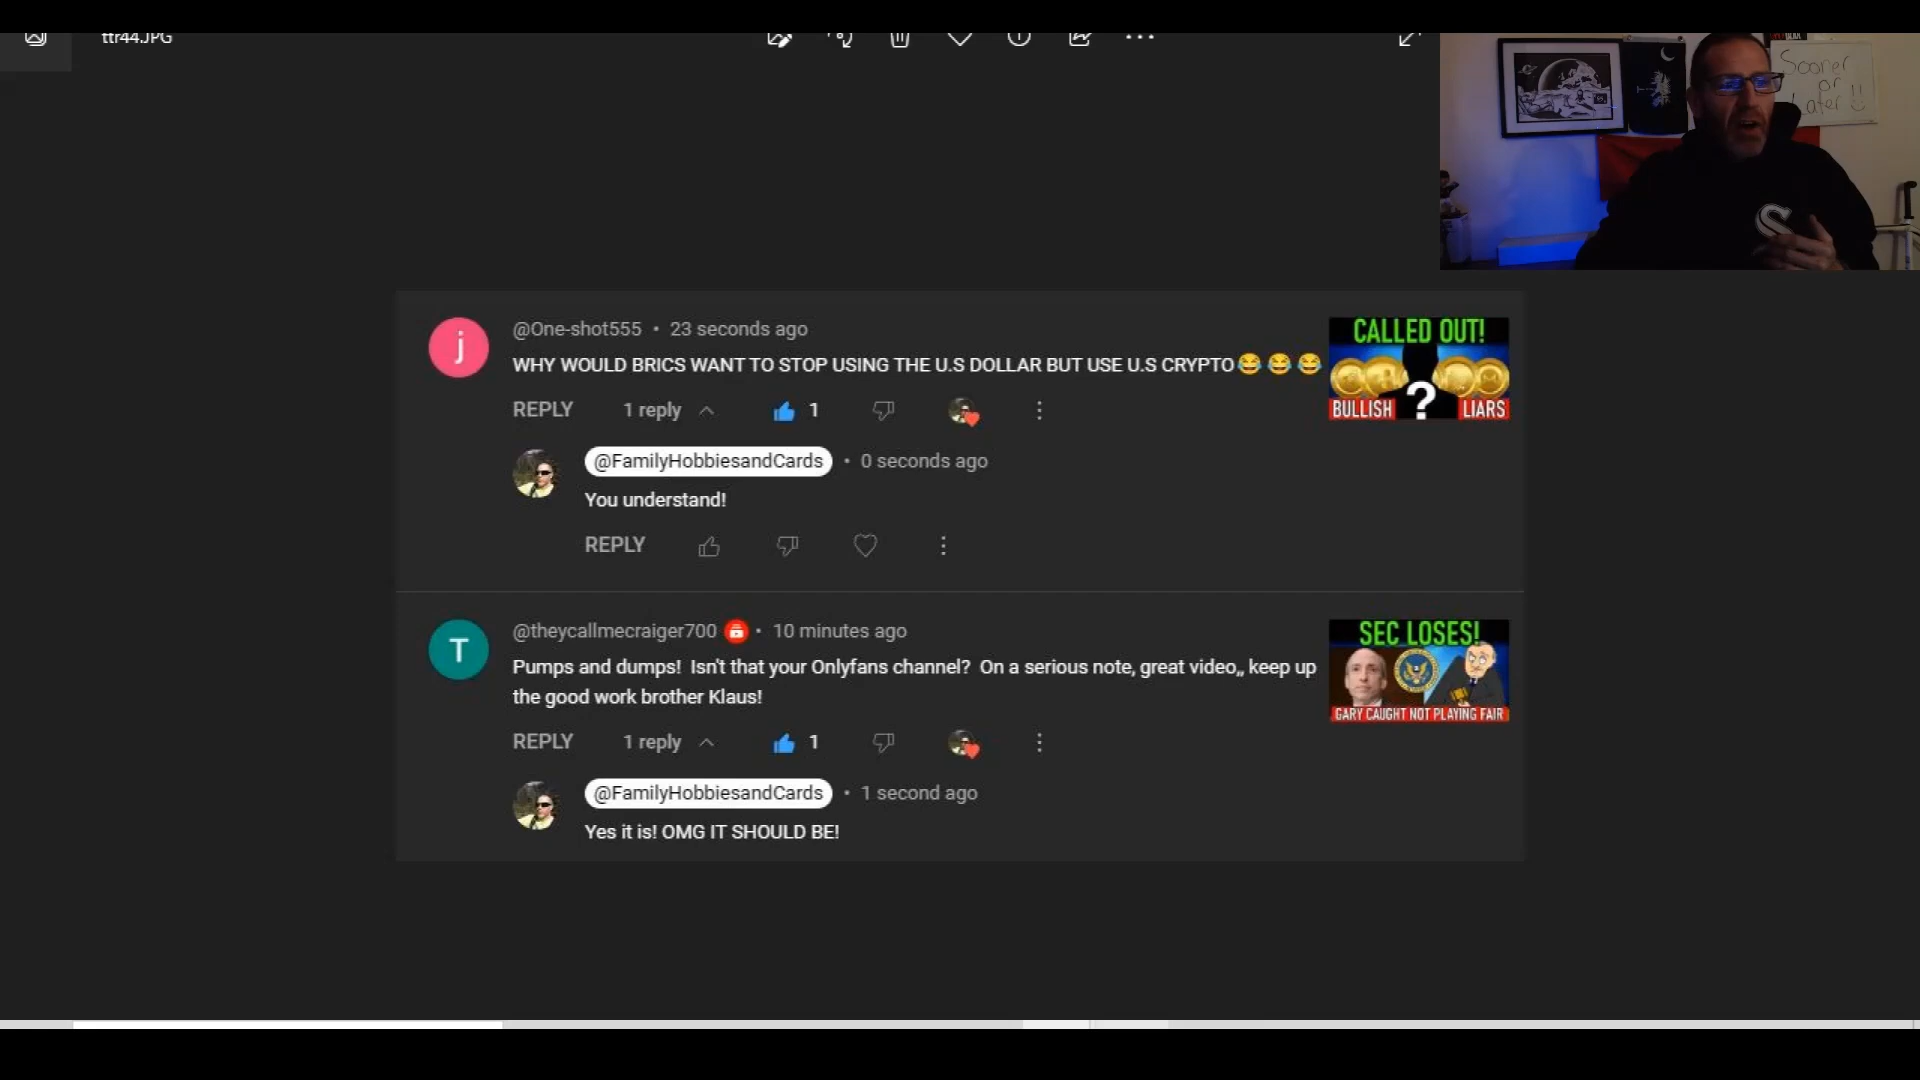 ttr44.JPG
Sooner
or
Later !!
@One-shot555 • 23 seconds ago
WHY WOULD BRICS WANT TO STOP USING THE U.S DOLLAR BUT USE U.S CRYPTO😂 😂 😂
REPLY 1 reply 1
CALLED OUT!
BULLISH ? LIARS
@FamilyHobbiesandCards • 0 seconds ago
You understand!
REPLY
@theycallmecraiger700 • 10 minutes ago
Pumps and dumps! Isn't that your Onlyfans channel? On a serious note, great video,, keep up
the good work brother Klaus!
REPLY 1 reply 1
SEC LOSES!
GARY CAUGHT NOT PLAYING FAIR
@FamilyHobbiesandCards • 1 second ago
Yes it is! OMG IT SHOULD BE!